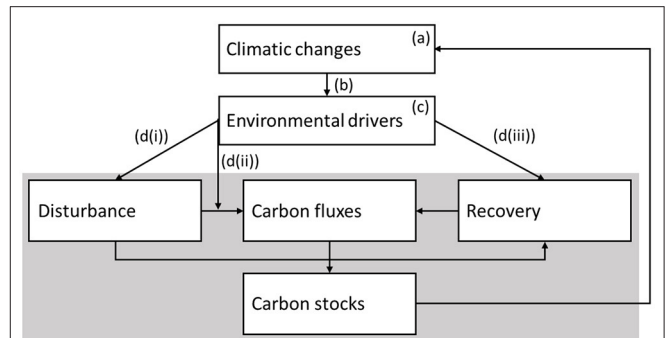 Climatic changes (a)
(b)
Environmental drivers (c)
(d(i)) (d(iii))
(d(ii))
Disturbance Carbon fluxes Recovery
Carbon stocks